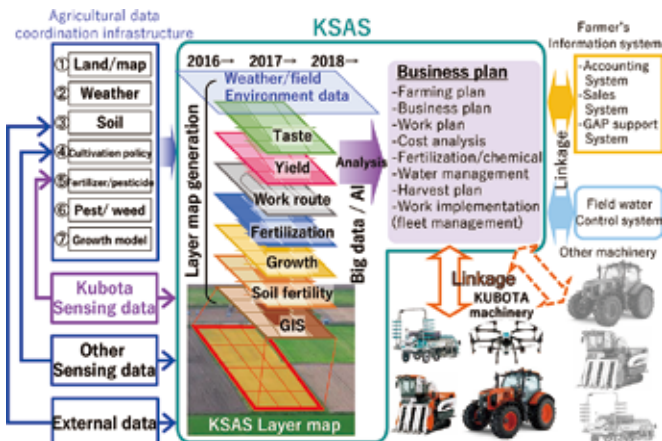 Agricultural data
coordination infrastructure
① Land/map
② Weather
③ Soil
④ Cultivation policy
⑤ Fertilizer/pesticide
⑥ Pest/ weed
⑦ Growth model
Kubota
Sensing data
Other
Sensing data
External data
KSAS
2016→ 2017→ 2018→
Weather/field
Environment data
Layer map generation
Taste
Yield
Work route
Fertilization
Growth
Soil fertility
GIS
KSAS Layer map
Big data / AI
Analysis
Business plan
-Farming plan
-Business plan
-Work plan
-Cost analysis
-Fertilization/chemical
-Water management
-Harvest plan
-Work implementation
(fleet management)
Linkage
KUBOTA
machinery
Linkage
Farmer's
Information system
-Accounting
System
-Sales
System
-GAP support
System
Field water
Control system
Other machinery